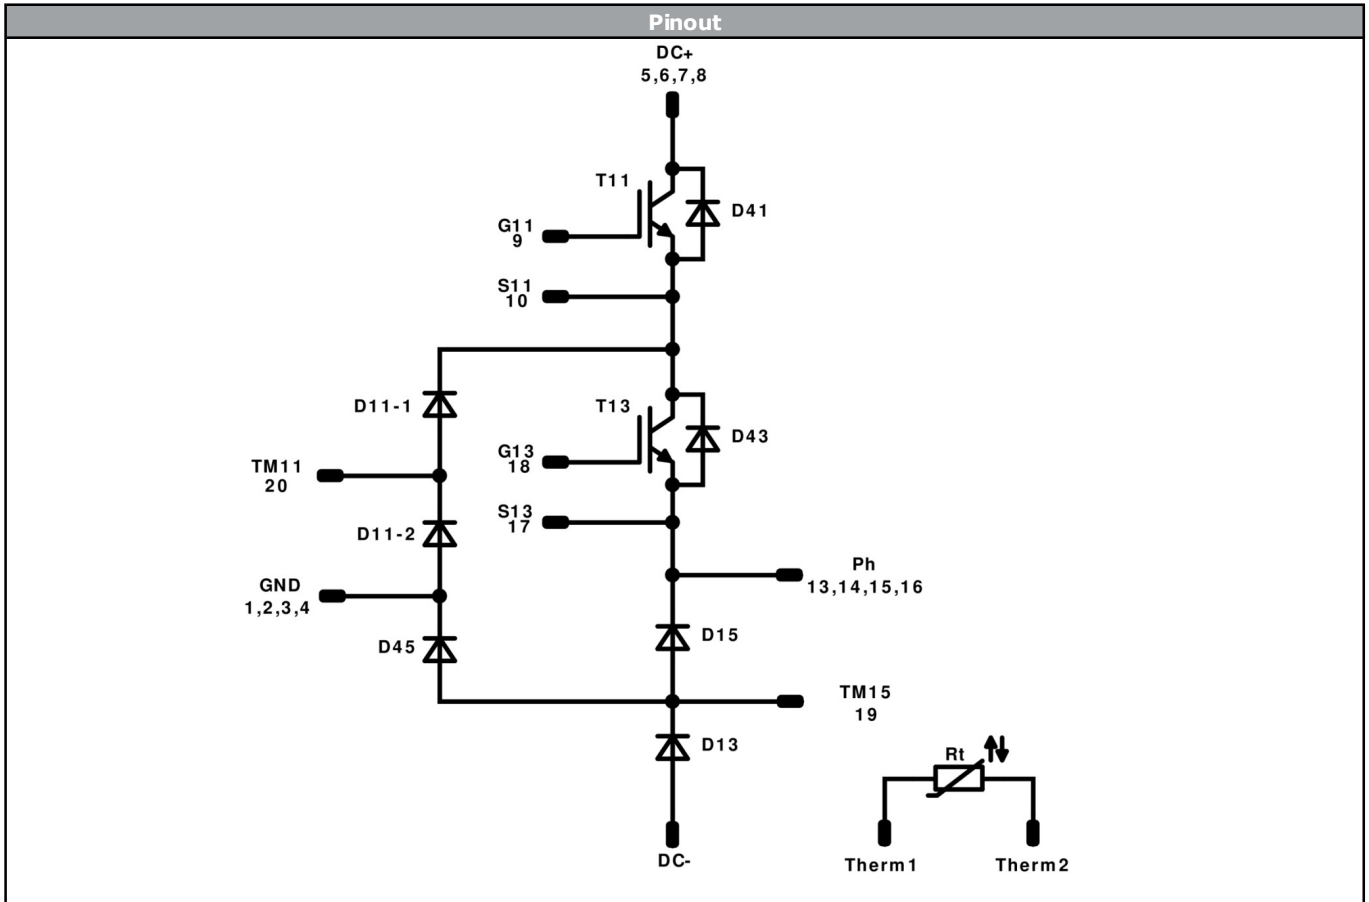 Pinout
DC+
5,6,7,8
T11
D41
G11
9
S11
10
D11-1
T13
D43
G13
18
TM11
20
S13
17
D11-2
Ph
13,14,15,16
GND
1,2,3,4
D15
D45
TM15
19
D13
Rt
DC-
Therm1
Therm2